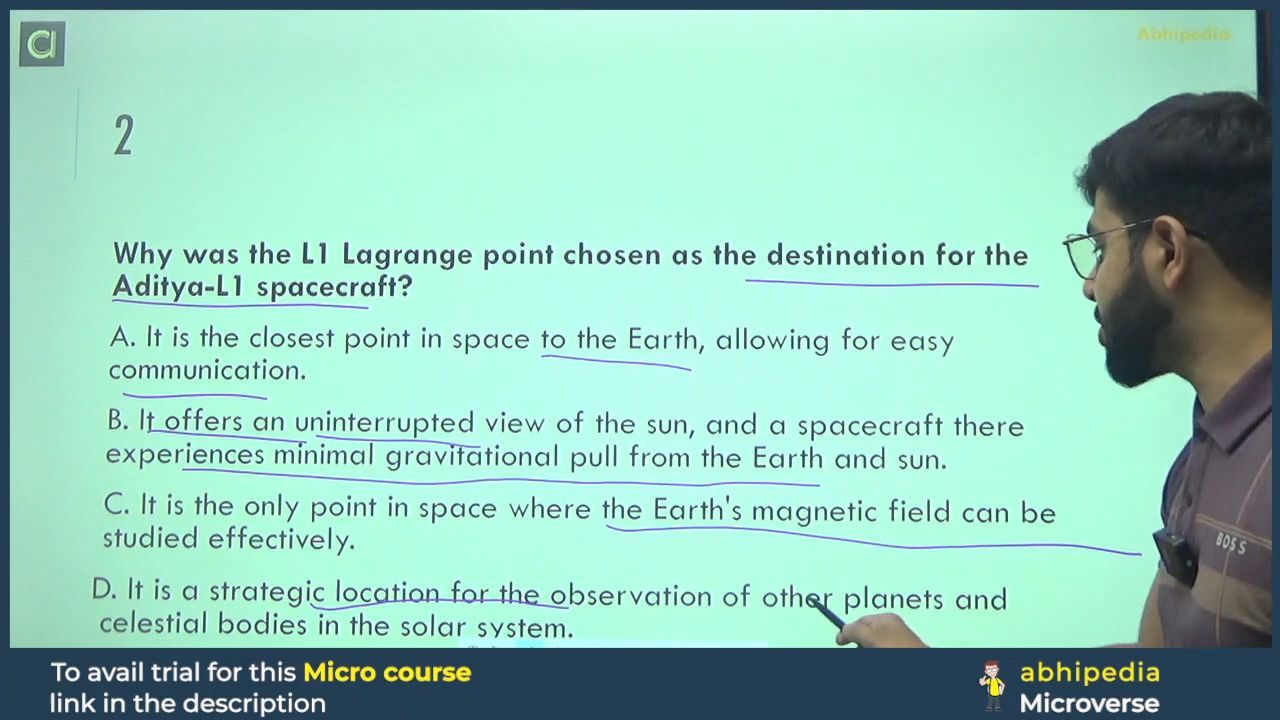 Abhipedia
2
Why was the L1 Lagrange point chosen as the destination for the
Aditya-L1 spacecraft?
A. It is the closest point in space to the Earth, allowing for easy
communication.
B. It offers an uninterrupted view of the sun, and a spacecraft there
experiences minimal gravitational pull from the Earth and sun.
C. It is the only point in space where the Earth's magnetic field can be
studied effectively.
D. It is a strategic location for the observation of other planets and
celestial bodies in the solar system.
BOSS
To avail trial for this Micro course
link in the description
abhipedia
Microverse